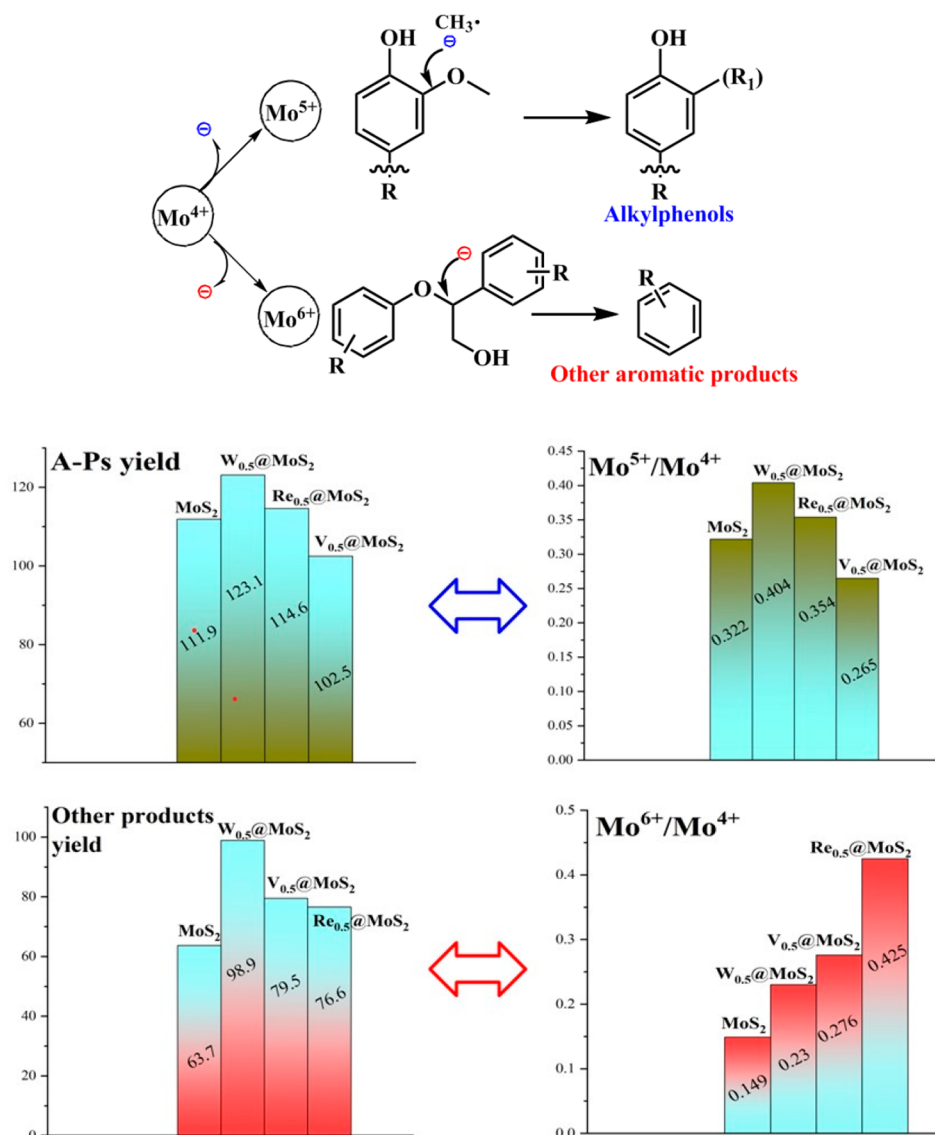 CH₃•
⊖
OH
O
Mo⁵⁺
⊖
R
OH
(R₁)
R
Alkylphenols
Mo⁴⁺
⊖
Mo⁶⁺
⊖
O
R
R
OH
R
Other aromatic products
A-Ps yield
120
100
80
60
MoS₂
W₀.₅@MoS₂
Re₀.₅@MoS₂
V₀.₅@MoS₂
111.9
123.1
114.6
102.5
Mo⁵⁺/Mo⁴⁺
0.45
0.40
0.35
0.30
0.25
0.20
0.15
0.10
0.05
0.00
MoS₂
W₀.₅@MoS₂
Re₀.₅@MoS₂
V₀.₅@MoS₂
0.322
0.404
0.354
0.265
Other products
yield
100
80
60
40
20
0
MoS₂
W₀.₅@MoS₂
V₀.₅@MoS₂
Re₀.₅@MoS₂
63.7
98.9
79.5
76.6
Mo⁶⁺/Mo⁴⁺
0.5
0.4
0.3
0.2
0.1
0.0
MoS₂
W₀.₅@MoS₂
V₀.₅@MoS₂
Re₀.₅@MoS₂
0.149
0.23
0.276
0.425